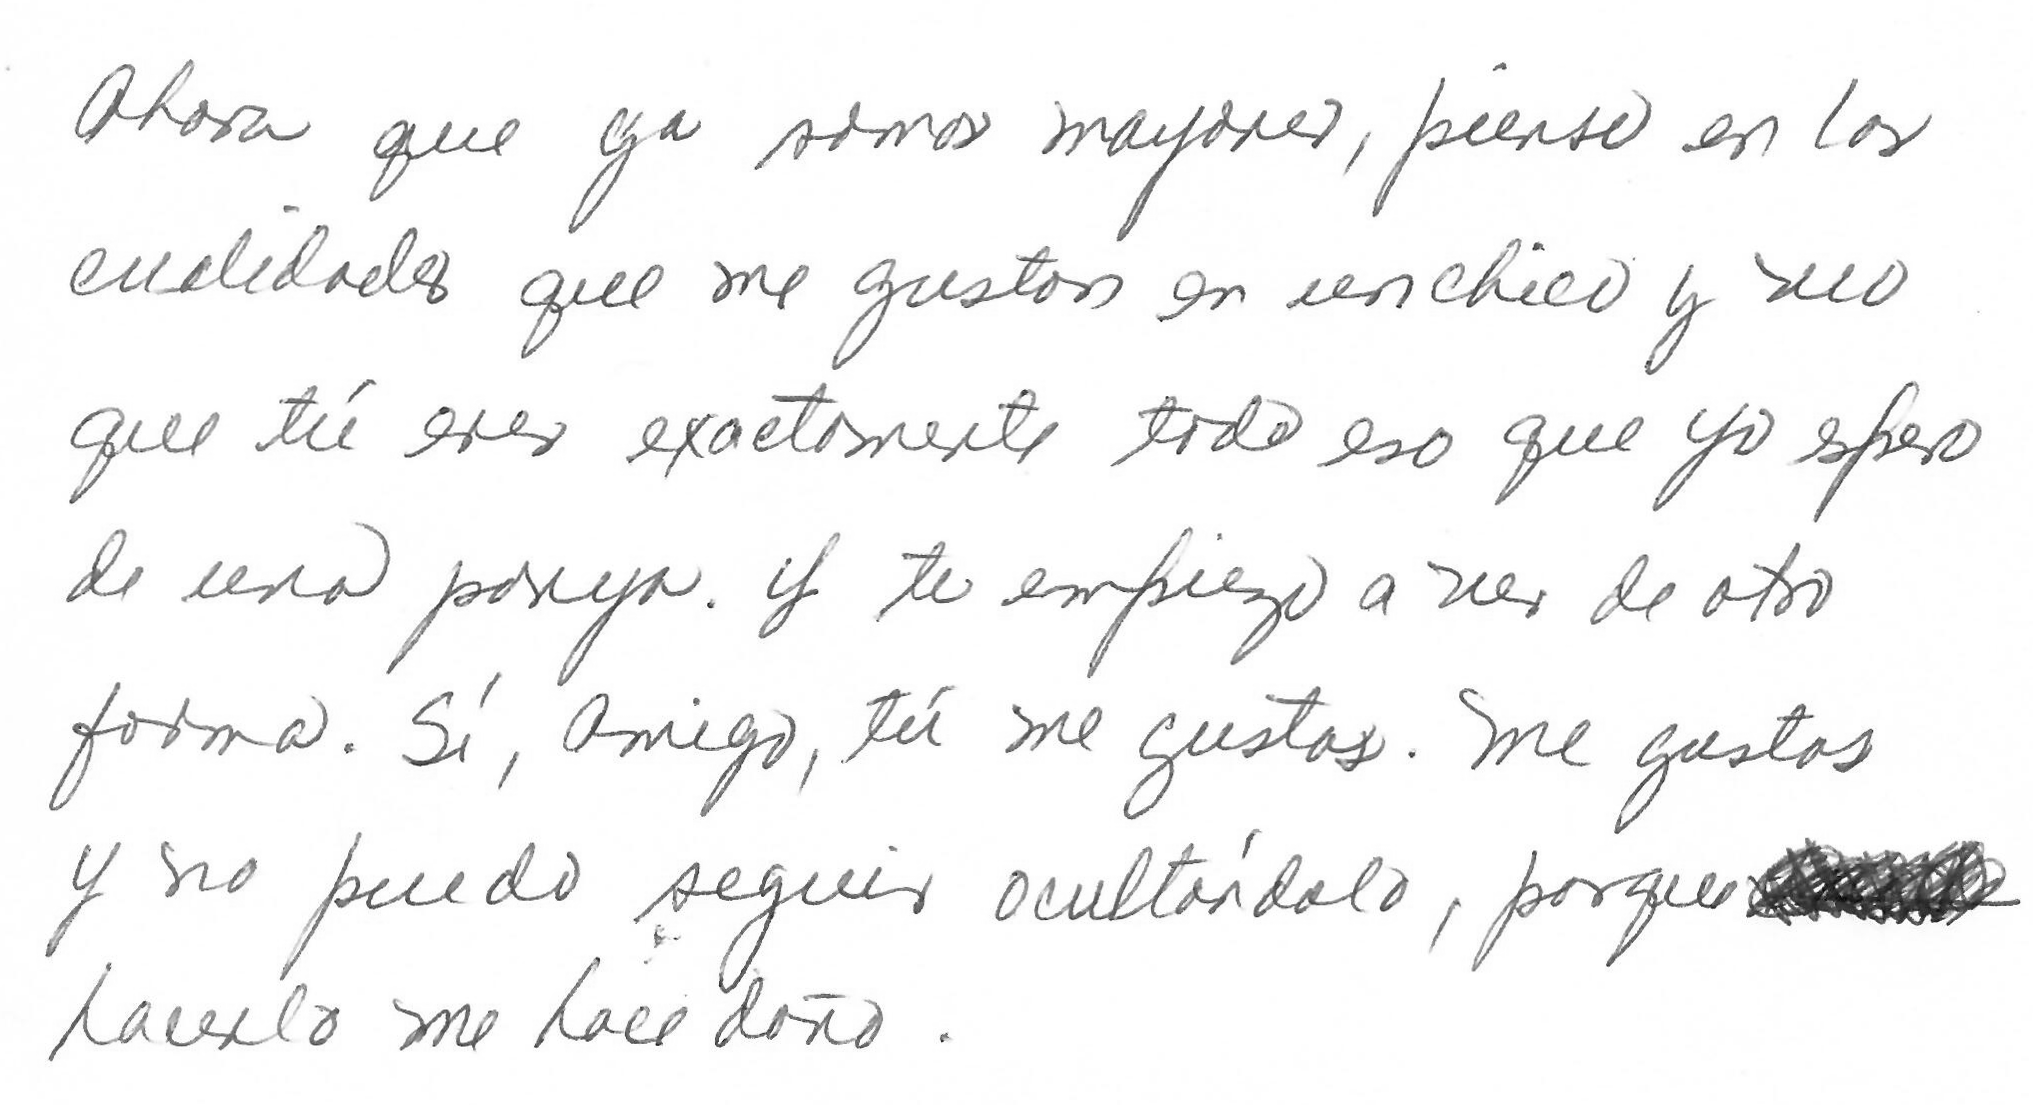 Ahora que ya somos mayores, pienso en las
cualidades que me gustan en un chico y veo
que tú eres exactamente todo eso que yo espero
de una pareja. Y te empiezo a ver de otra
forma. Sí, amigo, tú me gustas. Me gustas
y no puedo seguir ocultándolo, porque
hacerlo me hace daño.